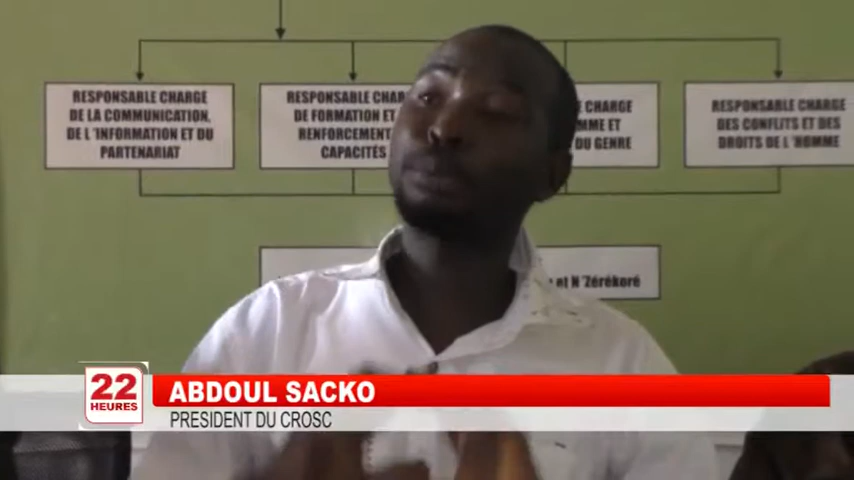 RESPONSABLE CHARGE
DE LA COMMUNICATION,
DE L'INFORMATION ET DU
PARTENARIAT
RESPONSABLE CHAR
DE FORMATION ET
RENFORCEMENT
CAPACITÉS
CHARGE
ET
DU GENRE
RESPONSABLE CHARGE
DES CONFLITS ET DES
DROITS DE L'HOMME
et N'Zérékoré
22
HEURES
ABDOUL SACKO
PRESIDENT DU CROSC